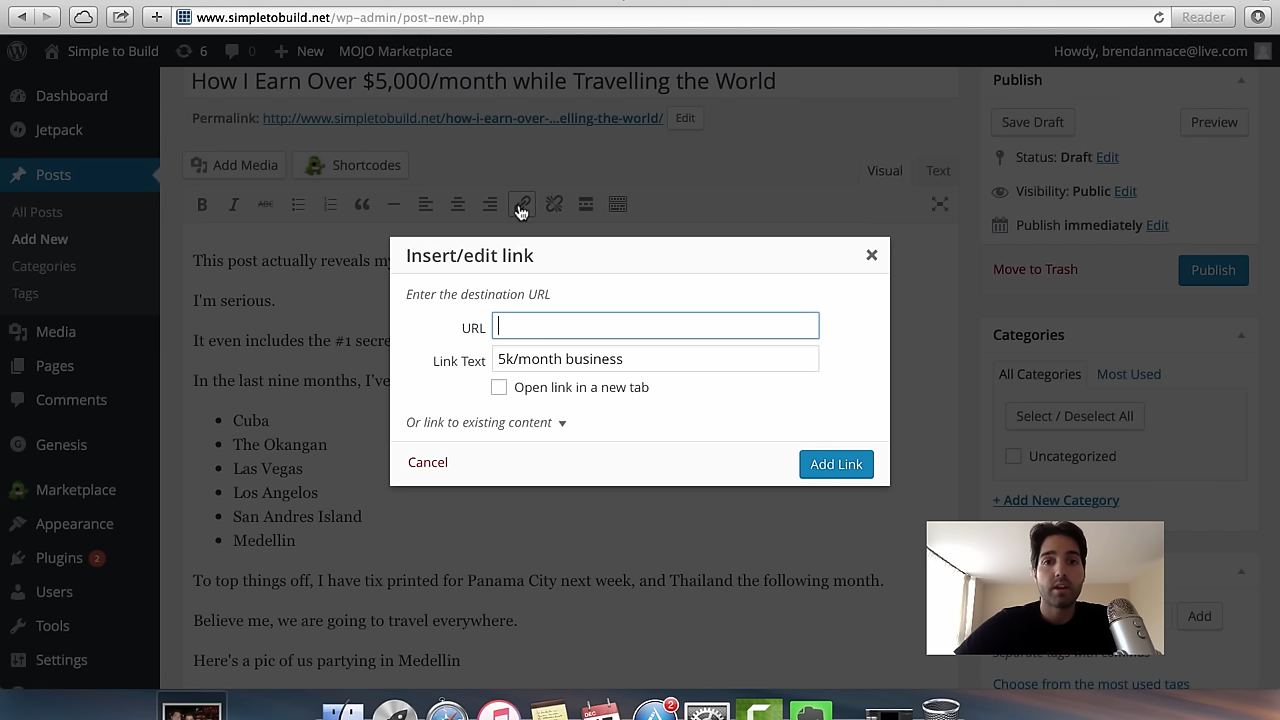 www.simpletobuild.net/wp-admin/post-new.php
Reader
Simple to Build
6
0
New
MOJO Marketplace
Howdy, brendanmace@live.com
Dashboard
Jetpack
Posts
All Posts
Add New
Categories
Tags
Media
Pages
Comments
Genesis
Marketplace
Appearance
Plugins 2
Users
Tools
Settings
How I Earn Over $5,000/month while Travelling the World
Permalink: http://www.simpletobuild.net/how-i-earn-over-...elling-the-world/ Edit
Add Media
Shortcodes
Visual
Text
B I ABC
This post actually reveals my
I'm serious.
It even includes the #1 secre
In the last nine months, I've
Cuba
The Okangan
Las Vegas
Los Angelos
San Andres Island
Medellin
To top things off, I have tix printed for Panama City next week, and Thailand the following month.
Believe me, we are going to travel everywhere.
Here's a pic of us partying in Medellin
Insert/edit link
Enter the destination URL
URL
Link Text 5k/month business
Open link in a new tab
Or link to existing content
Cancel
Add Link
Publish
Save Draft
Preview
Status: Draft Edit
Visibility: Public Edit
Publish immediately Edit
Move to Trash
Publish
Categories
All Categories
Most Used
Select / Deselect All
Uncategorized
+ Add New Category
Add
Separate tags with commas
Choose from the most used tags
2
DEC